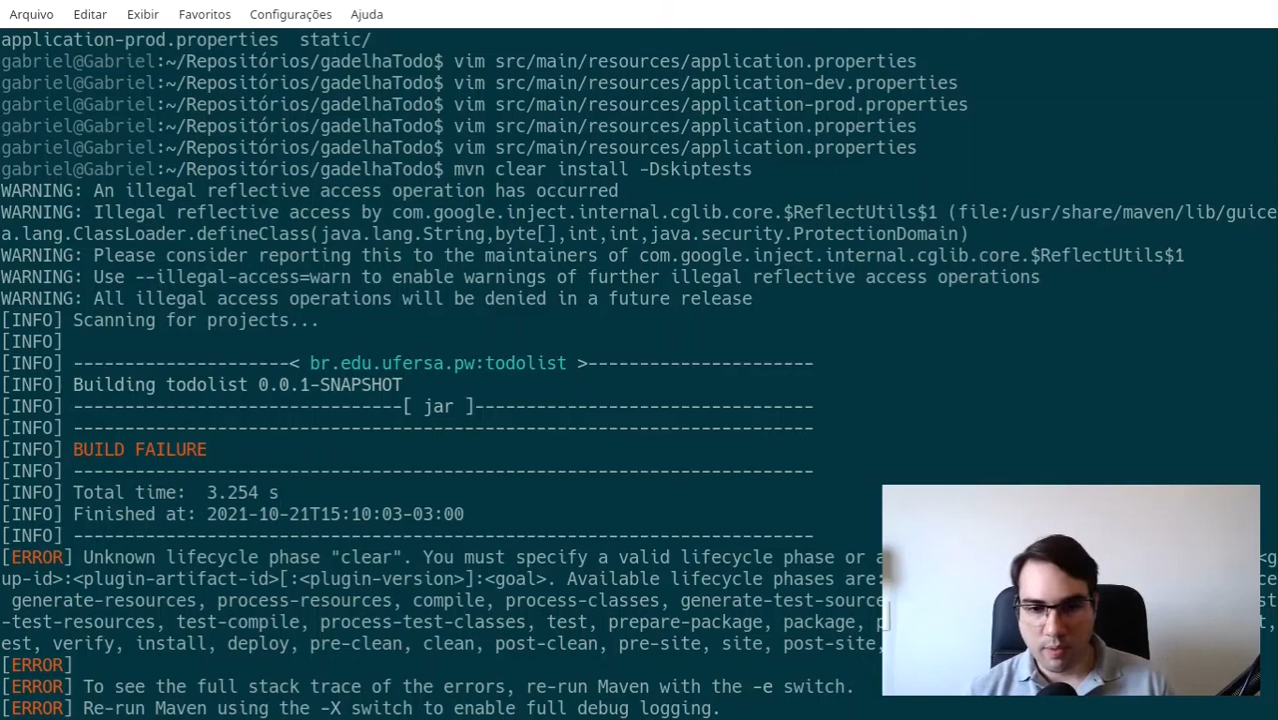 Arquivo Editar Exibir Favoritos Configurações Ajuda
application-prod.properties static/
gabriel@Gabriel:~/Repositórios/gadelhaTodo$ vim src/main/resources/application.properties
gabriel@Gabriel:~/Repositórios/gadelhaTodo$ vim src/main/resources/application-dev.properties
gabriel@Gabriel:~/Repositórios/gadelhaTodo$ vim src/main/resources/application-prod.properties
gabriel@Gabriel:~/Repositórios/gadelhaTodo$ vim src/main/resources/application.properties
gabriel@Gabriel:~/Repositórios/gadelhaTodo$ vim src/main/resources/application.properties
gabriel@Gabriel:~/Repositórios/gadelhaTodo$ mvn clear install -Dskiptests
WARNING: An illegal reflective access operation has occurred
WARNING: Illegal reflective access by com.google.inject.internal.cglib.core.$ReflectUtils$1 (file:/usr/share/maven/lib/guice
a.lang.ClassLoader.defineClass(java.lang.String,byte[],int,int,java.security.ProtectionDomain)
WARNING: Please consider reporting this to the maintainers of com.google.inject.internal.cglib.core.$ReflectUtils$1
WARNING: Use --illegal-access=warn to enable warnings of further illegal reflective access operations
WARNING: All illegal access operations will be denied in a future release
[INFO] Scanning for projects...
[INFO]
[INFO] ---------------------< br.edu.ufersa.pw:todolist >----------------------
[INFO] Building todolist 0.0.1-SNAPSHOT
[INFO] --------------------------------[ jar ]---------------------------------
[INFO] ------------------------------------------------------------------------
[INFO] BUILD FAILURE
[INFO] ------------------------------------------------------------------------
[INFO] Total time: 3.254 s
[INFO] Finished at: 2021-10-21T15:10:03-03:00
[INFO] ------------------------------------------------------------------------
[ERROR] Unknown lifecycle phase "clear". You must specify a valid lifecycle phase or a <g
up-id>:<plugin-artifact-id>[:<plugin-version>]:<goal>. Available lifecycle phases are:
generate-resources, process-resources, compile, process-classes, generate-test-source
-test-resources, test-compile, process-test-classes, test, prepare-package, package, p
est, verify, install, deploy, pre-clean, clean, post-clean, pre-site, site, post-site,
[ERROR]
[ERROR] To see the full stack trace of the errors, re-run Maven with the -e switch.
[ERROR] Re-run Maven using the -X switch to enable full debug logging.